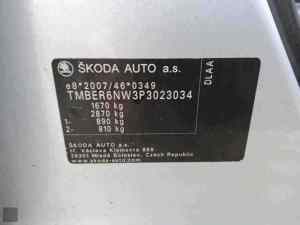 ŠKODA AUTO a.s.
e8*2007/46*0349
TMBER6NW3P3023034
1670 kg
2870 kg
1- 890 kg
2- 810 kg
DLAA
ŠKODA AUTO a.s.
tř. Václava Klementa 869
29301 Mladá Boleslav, Czech Republic
www.skoda-auto.com